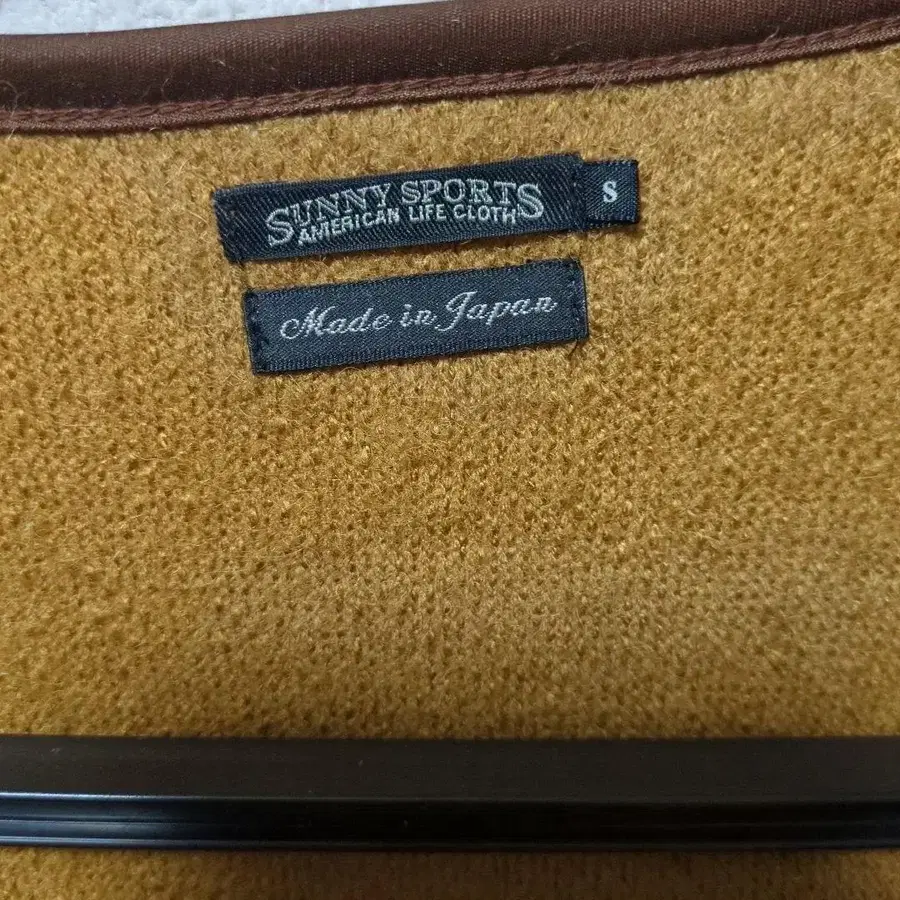 SUNNY SPORTS
AMERICAN LIFE CLOTH
S
Made in Japan